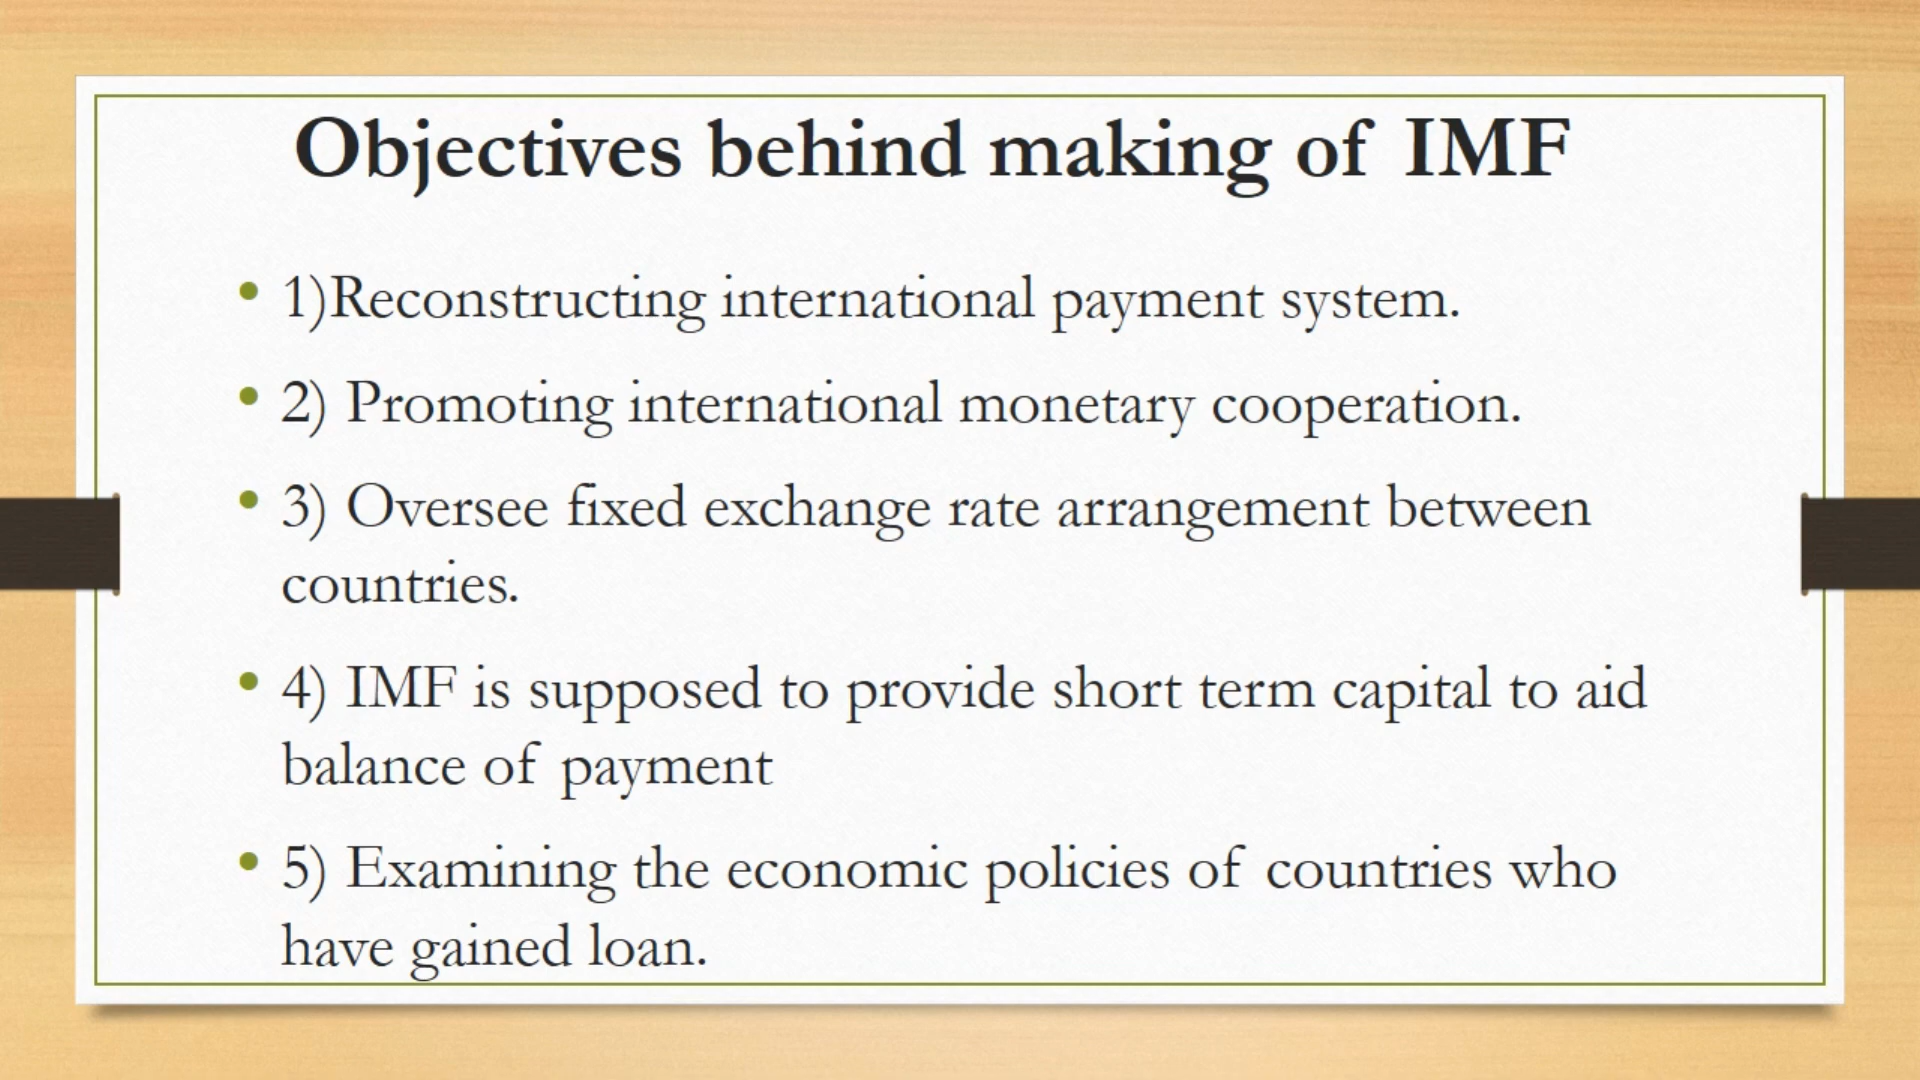 Objectives behind making of IMF
• 1)Reconstructing international payment system.
• 2) Promoting international monetary cooperation.
• 3) Oversee fixed exchange rate arrangement between
countries.
• 4) IMF is supposed to provide short term capital to aid
balance of payment
• 5) Examining the economic policies of countries who
have gained loan.